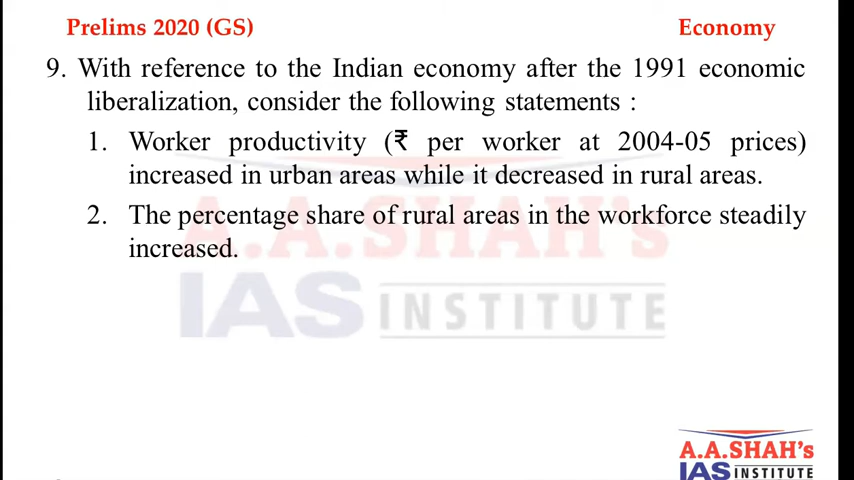 Prelims 2020 (GS) Economy
9. With reference to the Indian economy after the 1991 economic
liberalization, consider the following statements :
1. Worker productivity (₹ per worker at 2004-05 prices)
increased in urban areas while it decreased in rural areas.
2. The percentage share of rural areas in the workforce steadily
increased.
A.A.SHAH's
IAS INSTITUTE
A.A.SHAH's
IAS INSTITUTE